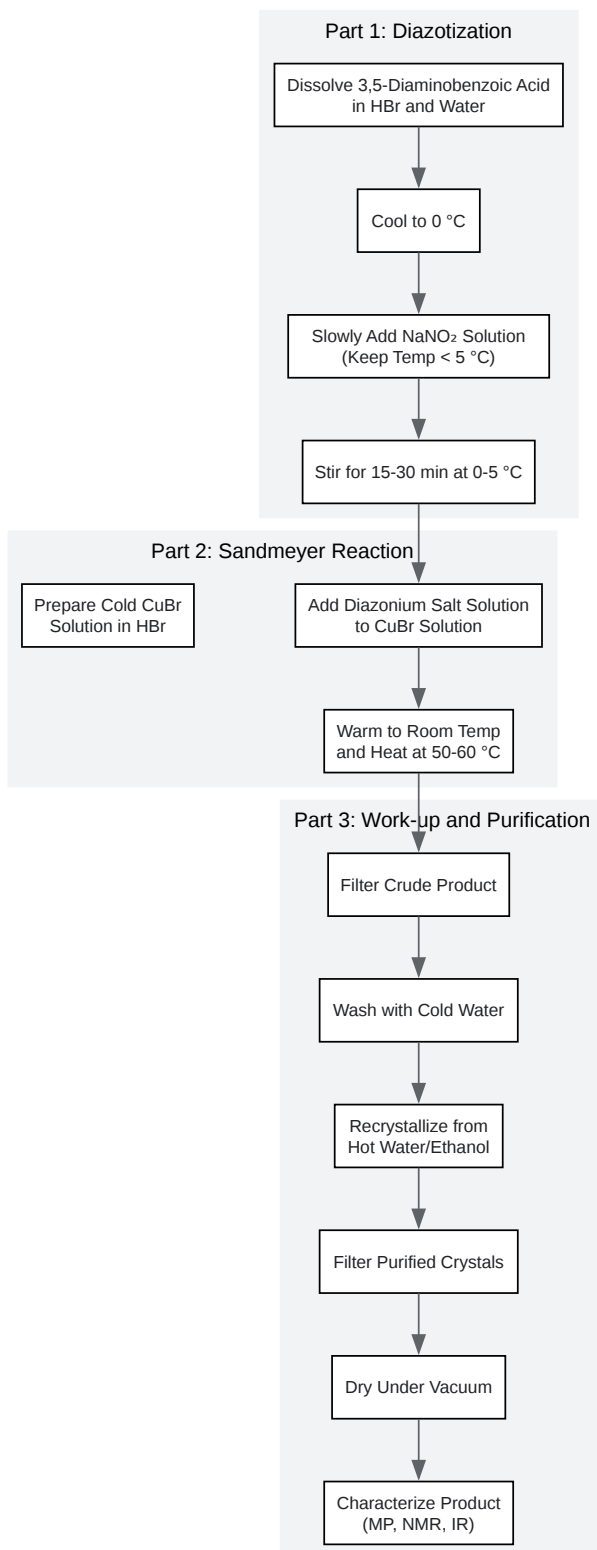 Part 1: Diazotization
Dissolve 3,5-Diaminobenzoic Acid
in HBr and Water
Cool to 0 °C
Slowly Add NaNO₂ Solution
(Keep Temp < 5 °C)
Stir for 15-30 min at 0-5 °C
Part 2: Sandmeyer Reaction
Prepare Cold CuBr
Solution in HBr
Add Diazonium Salt Solution
to CuBr Solution
Warm to Room Temp
and Heat at 50-60 °C
Part 3: Work-up and Purification
Filter Crude Product
Wash with Cold Water
Recrystallize from
Hot Water/Ethanol
Filter Purified Crystals
Dry Under Vacuum
Characterize Product
(MP, NMR, IR)